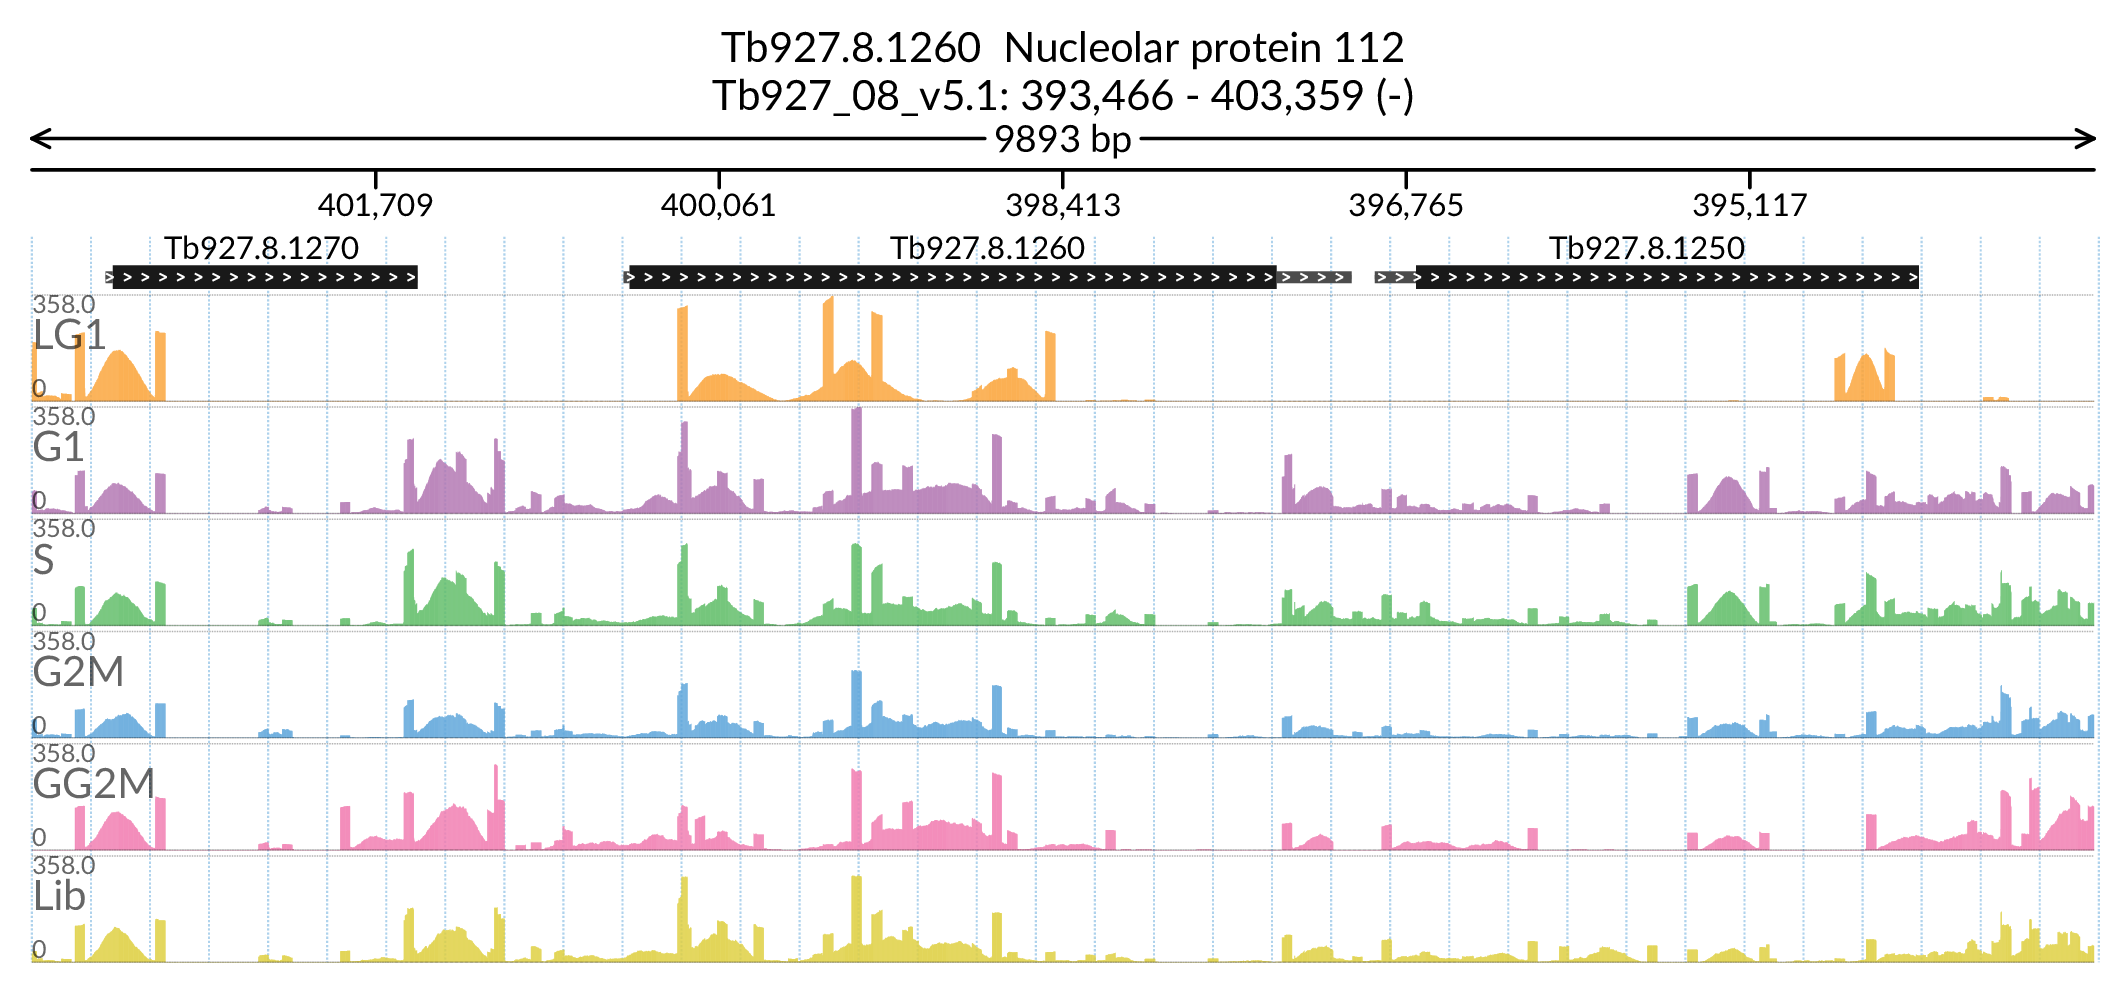 Tb927.8.1260  Nucleolar protein 112
Tb927_08_v5.1: 393,466 - 403,359 (-)
9893 bp
401,709 400,061 398,413 396,765 395,117
Tb927.8.1270 Tb927.8.1260 Tb927.8.1250
358.0
LG1
0
358.0
G1
0
358.0
S
0
358.0
G2M
0
358.0
GG2M
0
358.0
Lib
0